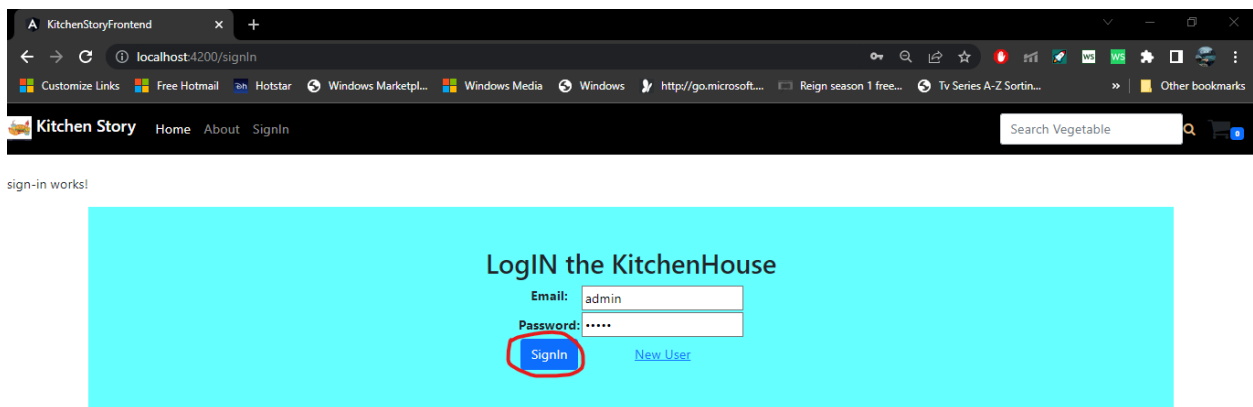 KitchenStoryFrontend
localhost:4200/signIn
Customize Links Free Hotmail Hotstar Windows Marketpl... Windows Media Windows http://go.microsoft.... Reign season 1 free... Tv Series A-Z Sortin... » Other bookmarks
Kitchen Story Home About SignIn Search Vegetable 0
sign-in works!
LogIN the KitchenHouse
Email: admin
Password: •••••
SignIn New User